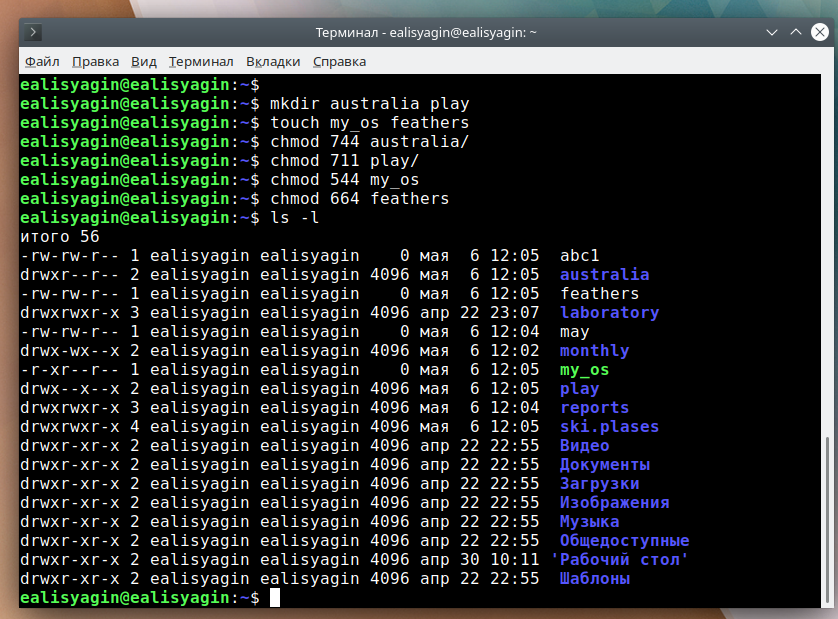 Терминал - ealisyagin@ealisyagin: ~
Файл Правка Вид Терминал Вкладки Справка
ealisyagin@ealisyagin:~$
ealisyagin@ealisyagin:~$ mkdir australia play
ealisyagin@ealisyagin:~$ touch my_os feathers
ealisyagin@ealisyagin:~$ chmod 744 australia/
ealisyagin@ealisyagin:~$ chmod 711 play/
ealisyagin@ealisyagin:~$ chmod 544 my_os
ealisyagin@ealisyagin:~$ chmod 664 feathers
ealisyagin@ealisyagin:~$ ls -l
итого 56
-rw-rw-r-- 1 ealisyagin ealisyagin    0 мая  6 12:05  abc1
drwxr--r-- 2 ealisyagin ealisyagin 4096 мая  6 12:05  australia
-rw-rw-r-- 1 ealisyagin ealisyagin    0 мая  6 12:05  feathers
drwxrwxr-x 3 ealisyagin ealisyagin 4096 апр 22 23:07  laboratory
-rw-rw-r-- 1 ealisyagin ealisyagin    0 мая  6 12:04  may
drwx-wx--x 2 ealisyagin ealisyagin 4096 мая  6 12:02  monthly
-r-xr--r-- 1 ealisyagin ealisyagin    0 мая  6 12:05  my_os
drwx--x--x 2 ealisyagin ealisyagin 4096 мая  6 12:05  play
drwxrwxr-x 3 ealisyagin ealisyagin 4096 мая  6 12:04  reports
drwxrwxr-x 4 ealisyagin ealisyagin 4096 мая  6 12:05  ski.plases
drwxr-xr-x 2 ealisyagin ealisyagin 4096 апр 22 22:55  Видео
drwxr-xr-x 2 ealisyagin ealisyagin 4096 апр 22 22:55  Документы
drwxr-xr-x 2 ealisyagin ealisyagin 4096 апр 22 22:55  Загрузки
drwxr-xr-x 2 ealisyagin ealisyagin 4096 апр 22 22:55  Изображения
drwxr-xr-x 2 ealisyagin ealisyagin 4096 апр 22 22:55  Музыка
drwxr-xr-x 2 ealisyagin ealisyagin 4096 апр 22 22:55  Общедоступные
drwxr-xr-x 2 ealisyagin ealisyagin 4096 апр 30 10:11 'Рабочий стол'
drwxr-xr-x 2 ealisyagin ealisyagin 4096 апр 22 22:55  Шаблоны
ealisyagin@ealisyagin:~$